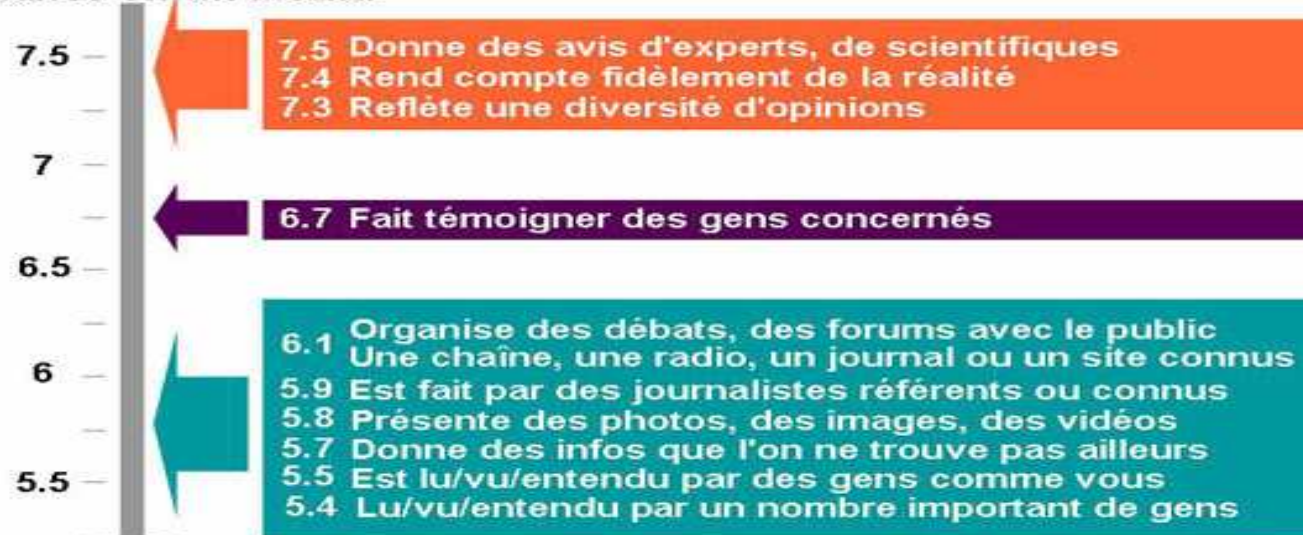 7.5
7.5 Donne des avis d'experts, de scientifiques
7.4 Rend compte fidèlement de la réalité
7.3 Reflète une diversité d'opinions
7
6.7 Fait témoigner des gens concernés
6.5
6.1 Organise des débats, des forums avec le public
Une chaîne, une radio, un journal ou un site connus
6
5.9 Est fait par des journalistes référents ou connus
5.8 Présente des photos, des images, des vidéos
5.7 Donne des infos que l'on ne trouve pas ailleurs
5.5
5.5 Est lu/vu/entendu par des gens comme vous
5.4 Lu/vu/entendu par un nombre important de gens